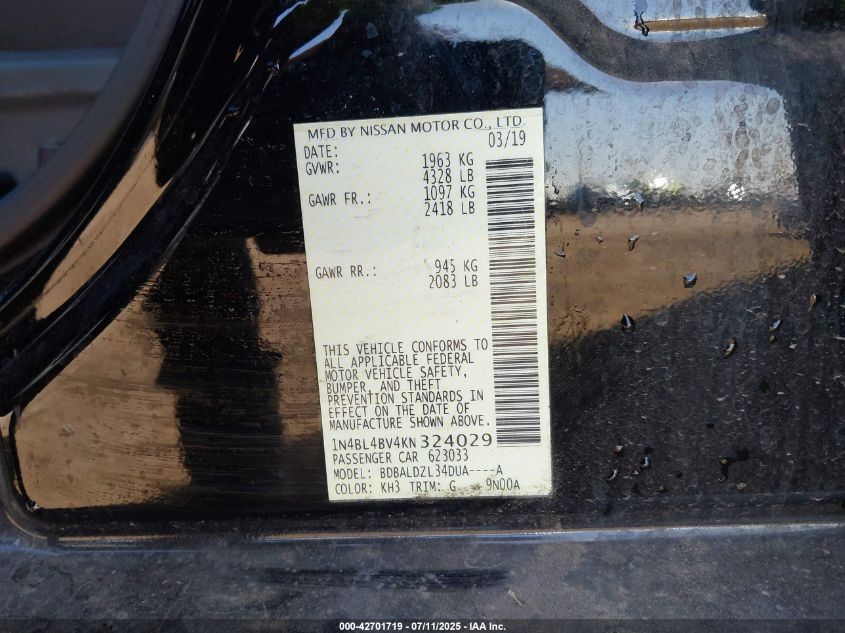 MFD BY NISSAN MOTOR CO., LTD.
DATE: 03/19
GVWR: 1963 KG
4328 LB
GAWR FR.: 1097 KG
2418 LB
GAWR RR.: 945 KG
2083 LB
THIS VEHICLE CONFORMS TO
ALL APPLICABLE FEDERAL
MOTOR VEHICLE SAFETY,
BUMPER, AND THEFT
PREVENTION STANDARDS IN
EFFECT ON THE DATE OF
MANUFACTURE SHOWN ABOVE.
1N4BL4BV4KN324029
PASSENGER CAR 623033
MODEL: BDBALDZL34DUA----A
COLOR: KH3 TRIM: G 9N00A
000-42701719 - 07/11/2025 - IAA Inc.